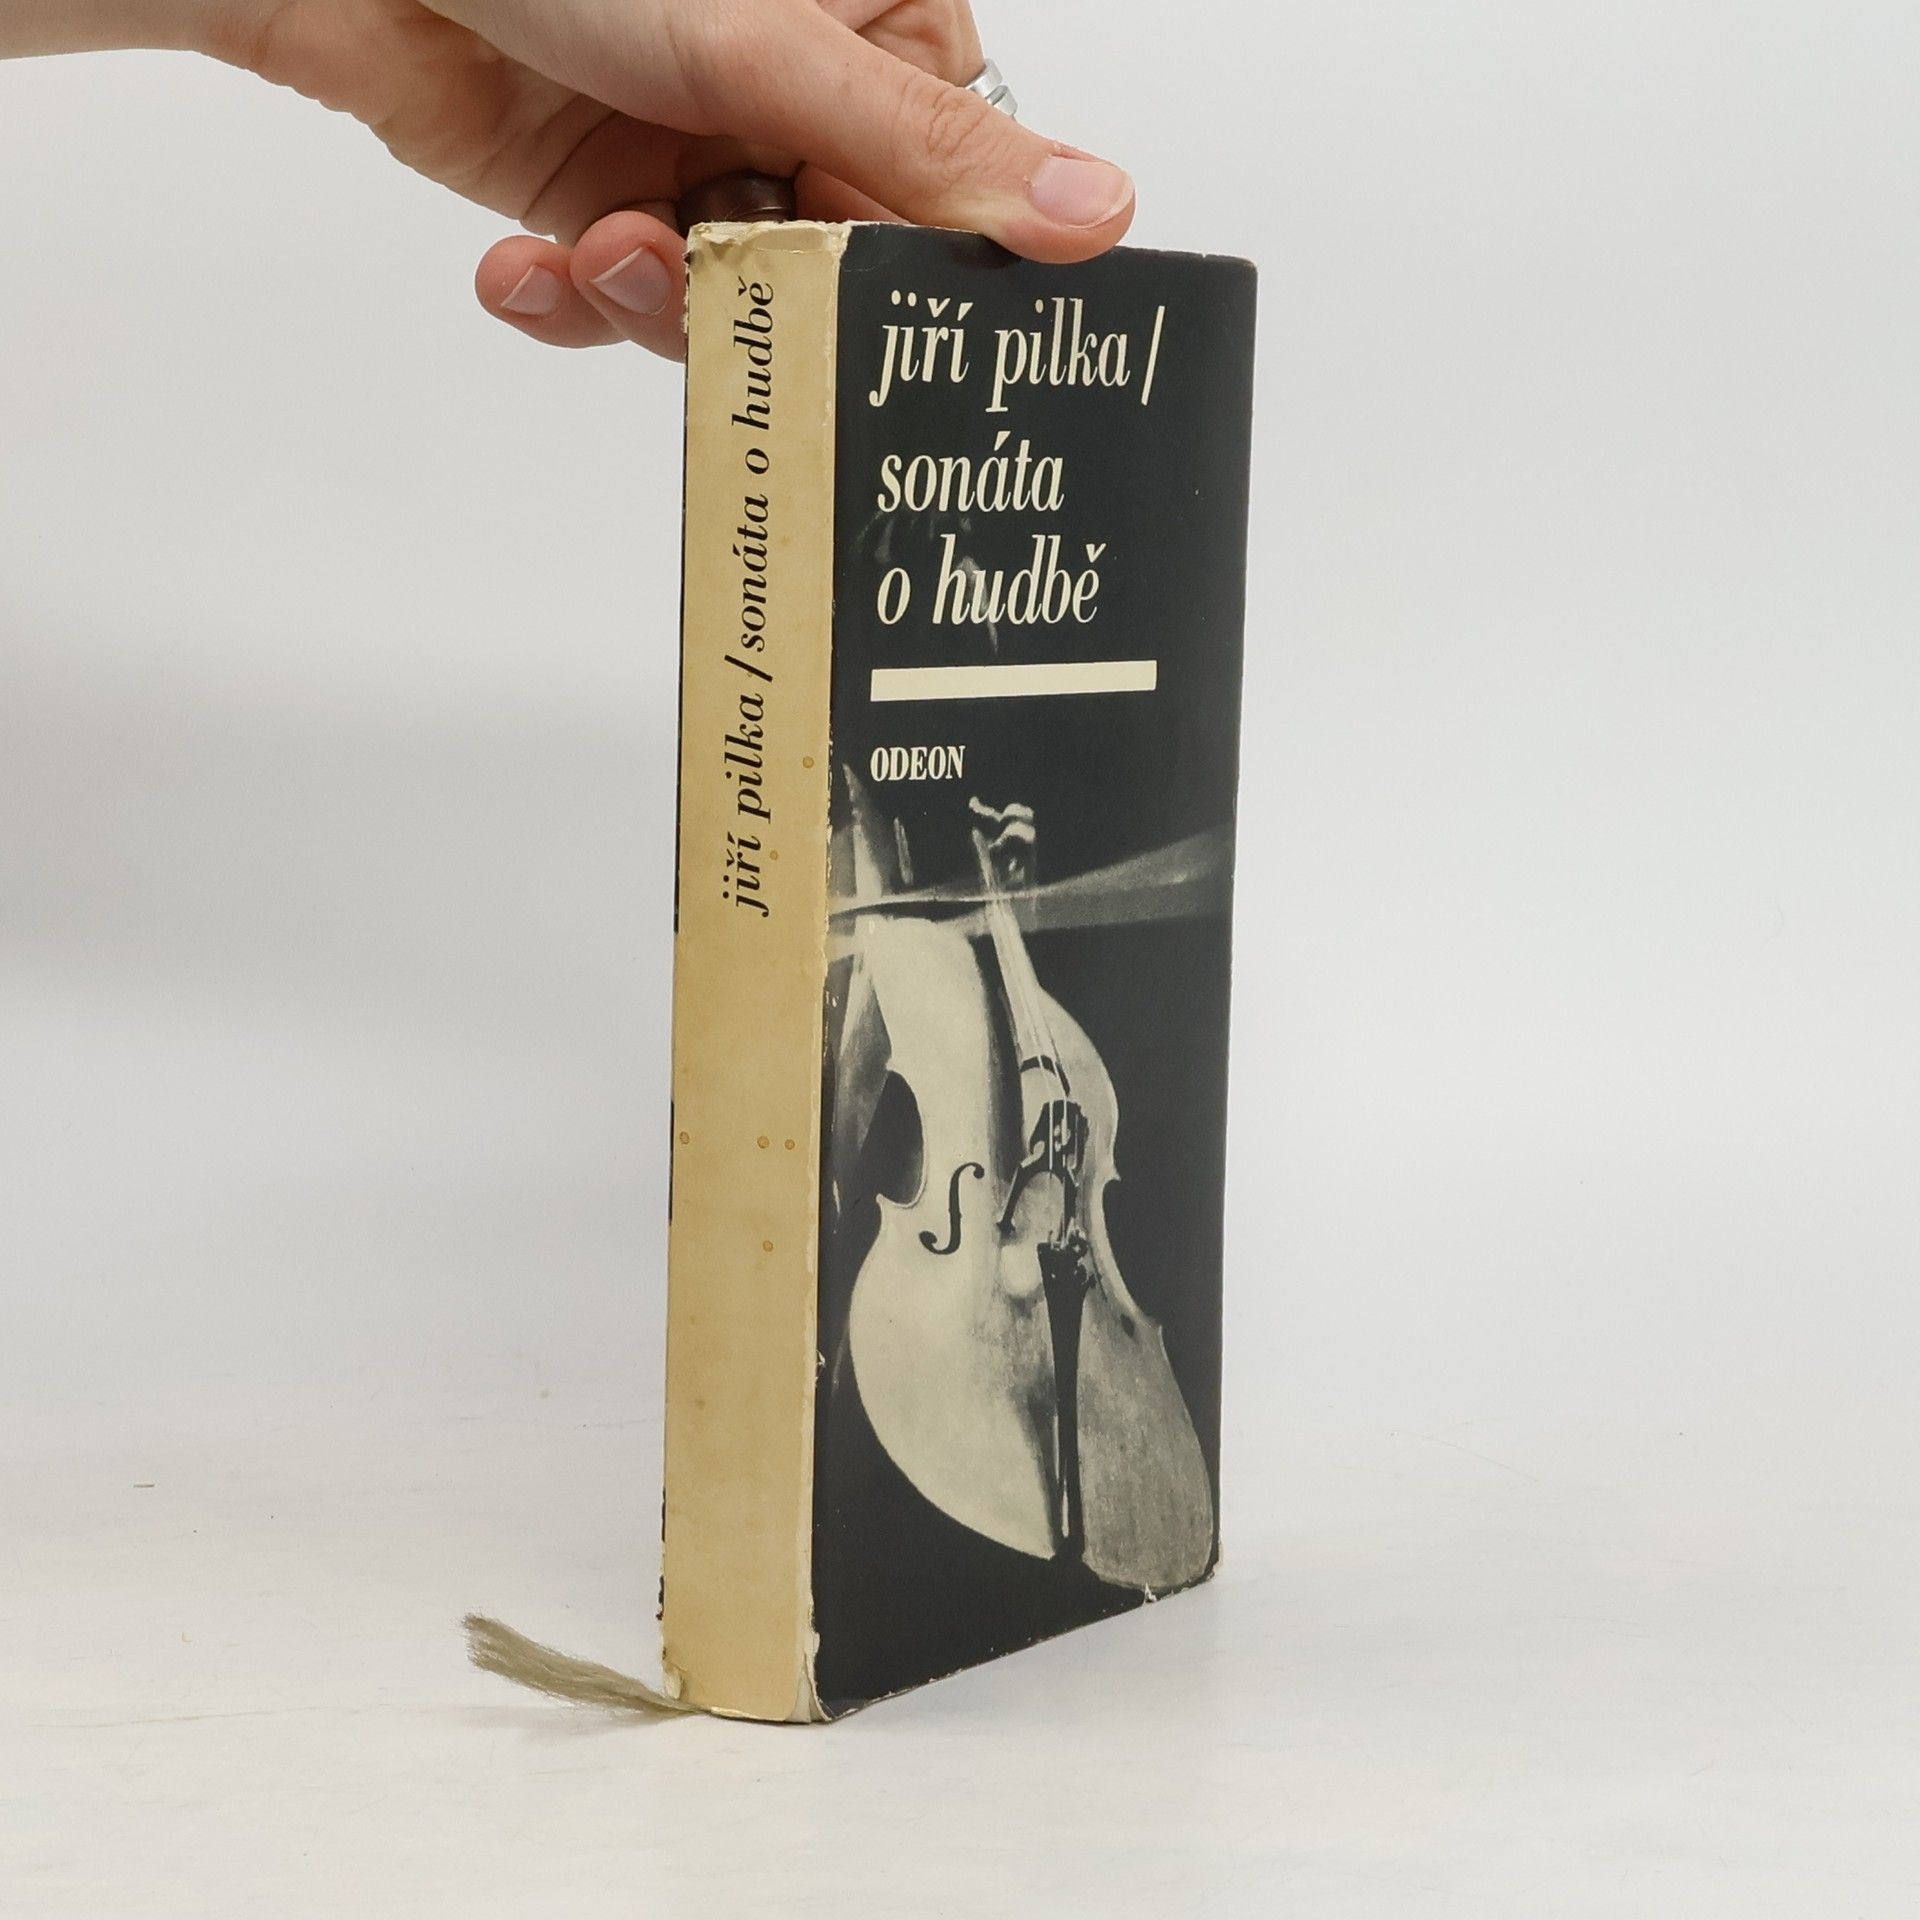 jiří pilka/sonáta o hudbě
jiří pilka/
sonáta
o hudbě
ODEON